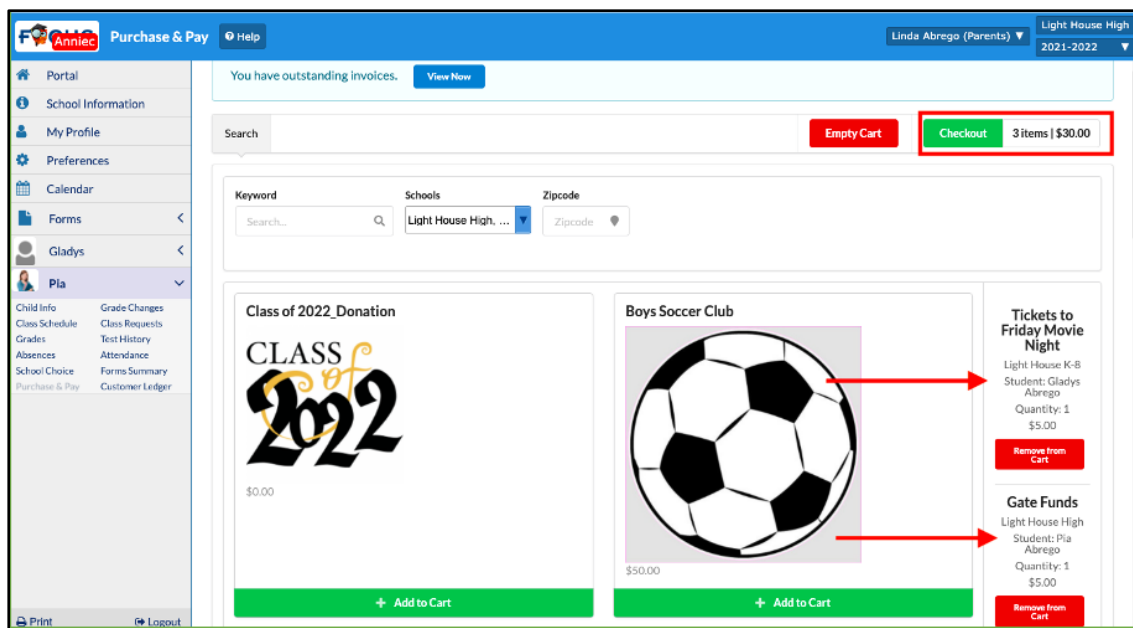 FOCUS
Anniec
Purchase & Pay
Help
Linda Abrego (Parents) ▼
Light House High
2021-2022 ▼
Portal
School Information
My Profile
Preferences
Calendar
Forms
Gladys
Pia
Child Info Grade Changes
Class Schedule Class Requests
Grades Test History
Absences Attendance
School Choice Forms Summary
Purchase & Pay Customer Ledger
Print Logout
You have outstanding invoices. View Now
Search Empty Cart Checkout 3 items | $30.00
Keyword Schools Zipcode
Search... Light House High, ... Zipcode
Class of 2022_Donation
CLASS
of
2022
$0.00
+ Add to Cart
Boys Soccer Club
$50.00
+ Add to Cart
Tickets to
Friday Movie
Night
Light House K-8
Student: Gladys
Abrego
Quantity: 1
$5.00
Remove from
Cart
Gate Funds
Light House High
Student: Pia
Abrego
Quantity: 1
$5.00
Remove from
Cart